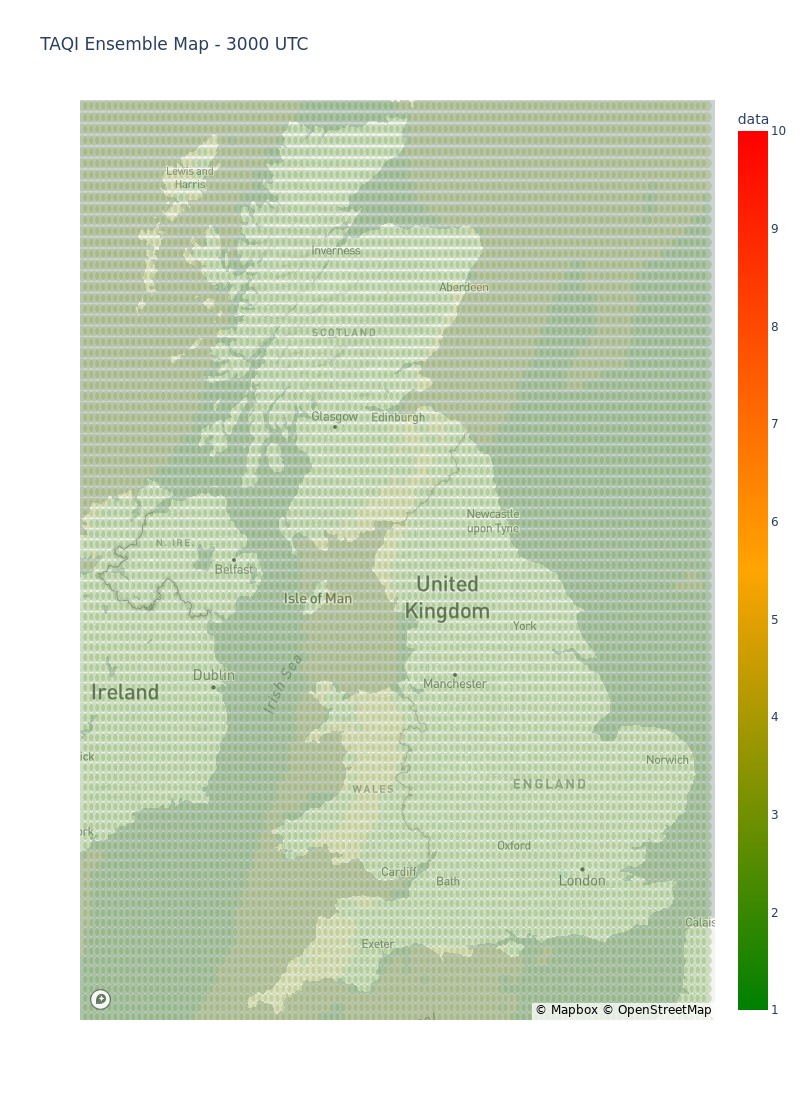 TAQI Ensemble Map - 3000 UTC
data
10
9
8
7
6
5
4
3
2
1
Lewis and
Harris
Inverness
Aberdeen
SCOTLAND
Glasgow
Edinburgh
Newcastle
upon Tyne
N. IRE.
Belfast
Isle of Man
United
Kingdom
York
Irish Sea
Dublin
Manchester
Ireland
ick
Norwich
WALES
ENGLAND
ork
Oxford
Cardiff
Bath
London
Calais
Exeter
© Mapbox © OpenStreetMap